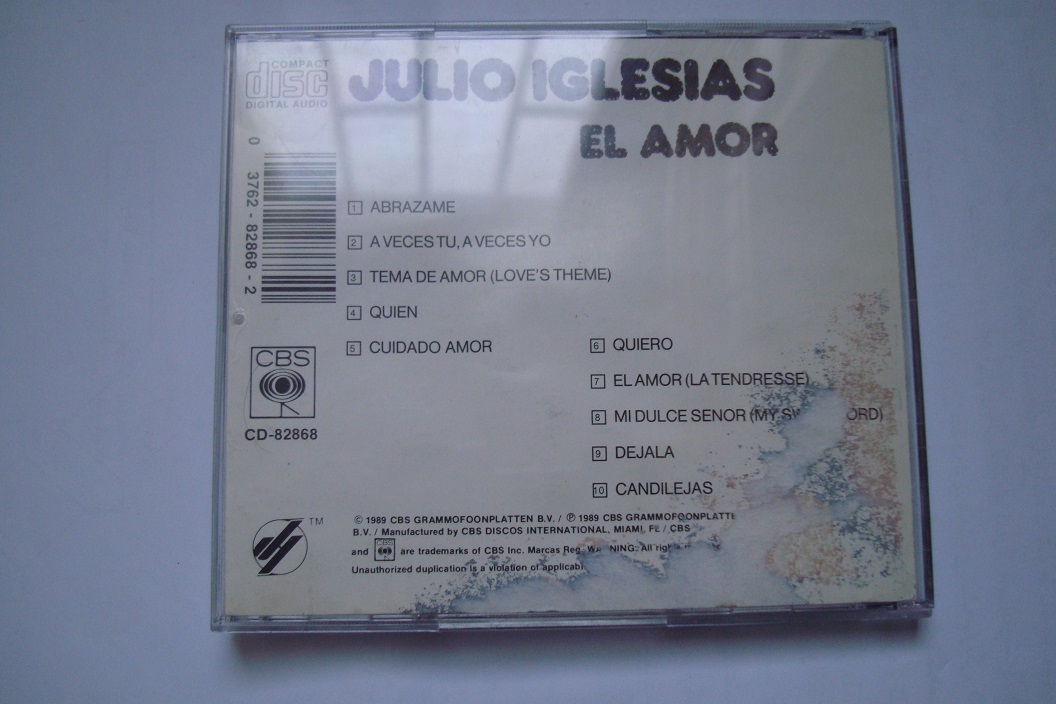 COMPACT
disc
DIGITAL AUDIO
JULIO IGLESIAS
EL AMOR
0 3762 - 82868 - 2
1 ABRAZAME
2 A VECES TU, A VECES YO
3 TEMA DE AMOR (LOVE'S THEME)
4 QUIEN
5 CUIDADO AMOR
6 QUIERO
7 EL AMOR (LA TENDRESSE)
8 MI DULCE SENOR (MY
9 DEJALA
10 CANDILEJAS
CBS
CD-82868
TM
© 1989 CBS GRAMMOFOONPLATTEN B.V. / ℗ 1989 CBS
B.V. / Manufactured by CBS DISCOS INTERNATIONAL, MIAMI, / CBS
and CBS are trademarks of CBS Inc. Marcas Reg. All
Unauthorized duplication is a violation of